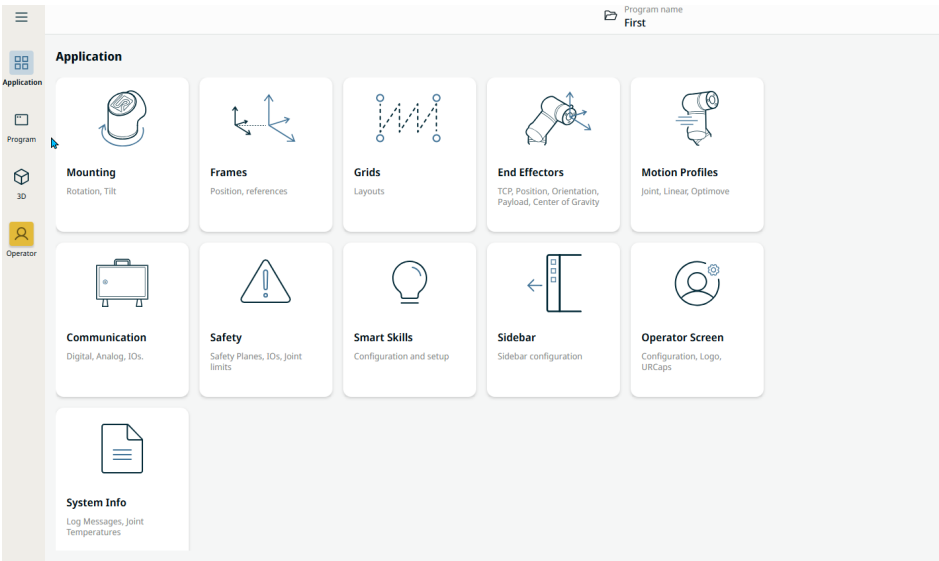 Program name
First
Application
Application
Program
3D
Operator
Mounting
Rotation, Tilt
Frames
Position, references
Grids
Layouts
End Effectors
TCP, Position, Orientation,
Payload, Center of Gravity
Motion Profiles
Joint, Linear, Optimove
Communication
Digital, Analog, IOs.
Safety
Safety Planes, IOs, Joint
limits
Smart Skills
Configuration and setup
Sidebar
Sidebar configuration
Operator Screen
Configuration, Logo,
URCaps
System Info
Log Messages, Joint
Temperatures